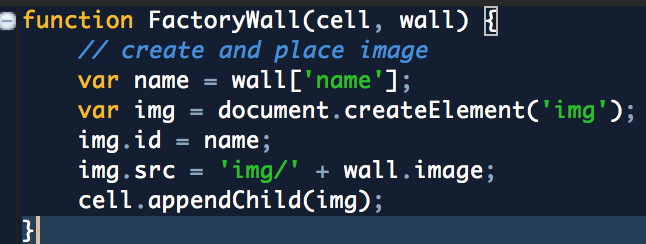 function FactoryWall(cell, wall) {
// create and place image
var name = wall['name'];
var img = document.createElement('img');
img.id = name;
img.src = 'img/' + wall.image;
cell.appendChild(img);
}